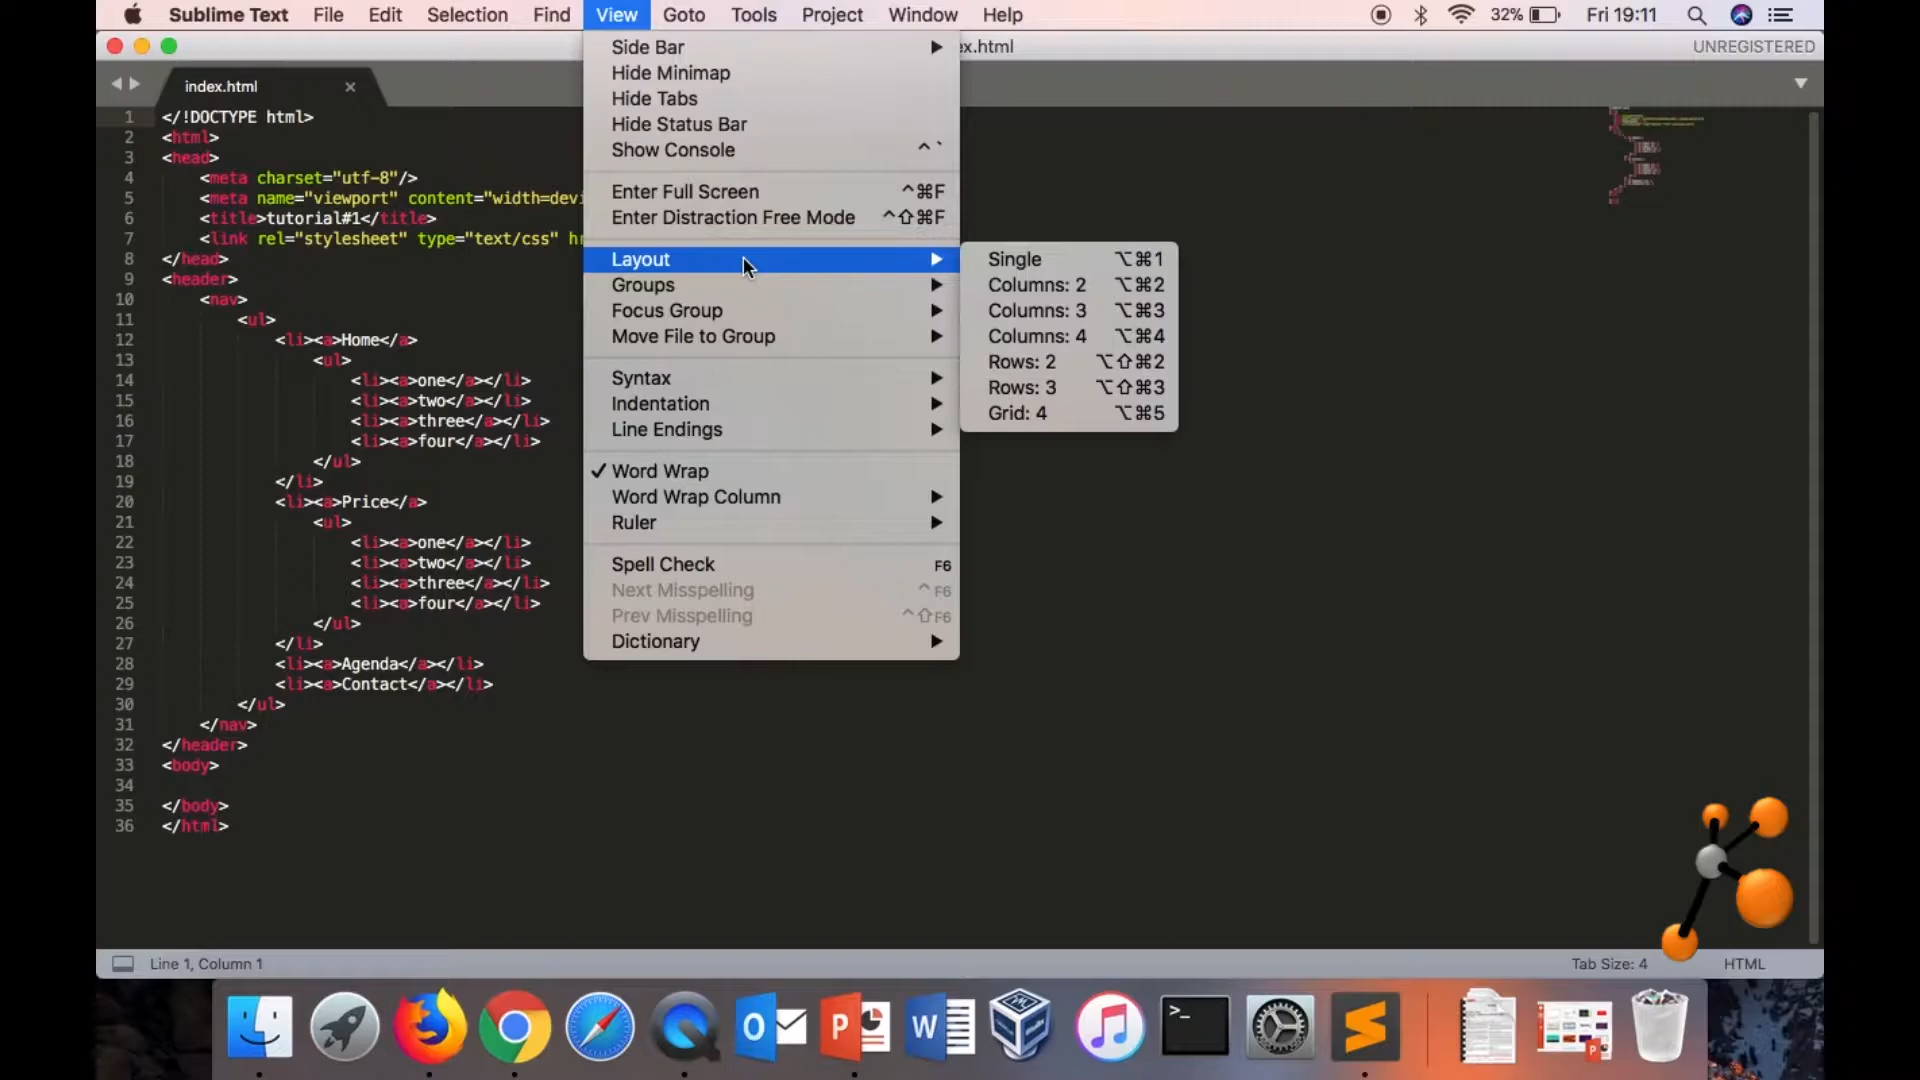 Sublime Text File Edit Selection Find View Goto Tools Project Window Help 32% Fri 19:11
ex.html UNREGISTERED
index.html ×
1 </!DOCTYPE html>
2 <html>
3 <head>
4 <meta charset="utf-8"/>
5 <meta name="viewport" content="width=devi
6 <title>tutorial#1</title>
7 <link rel="stylesheet" type="text/css" h
8 </head>
9 <header>
10 <nav>
11 <ul>
12 <li><a>Home</a>
13 <ul>
14 <li><a>one</a></li>
15 <li><a>two</a></li>
16 <li><a>three</a></li>
17 <li><a>four</a></li>
18 </ul>
19 </li>
20 <li><a>Price</a>
21 <ul>
22 <li><a>one</a></li>
23 <li><a>two</a></li>
24 <li><a>three</a></li>
25 <li><a>four</a></li>
26 </ul>
27 </li>
28 <li><a>Agenda</a></li>
29 <li><a>Contact</a></li>
30 </ul>
31 </nav>
32 </header>
33 <body>
34
35 </body>
36 </html>
Side Bar
Hide Minimap
Hide Tabs
Hide Status Bar
Show Console ⌃`
Enter Full Screen ⌃⌘F
Enter Distraction Free Mode ⌃⇧⌘F
Layout
Groups
Focus Group
Move File to Group
Syntax
Indentation
Line Endings
✓ Word Wrap
Word Wrap Column
Ruler
Spell Check F6
Next Misspelling ⌃F6
Prev Misspelling ⌃⇧F6
Dictionary
Single ⌥⌘1
Columns: 2 ⌥⌘2
Columns: 3 ⌥⌘3
Columns: 4 ⌥⌘4
Rows: 2 ⌥⇧⌘2
Rows: 3 ⌥⇧⌘3
Grid: 4 ⌥⌘5
Line 1, Column 1 Tab Size: 4 HTML